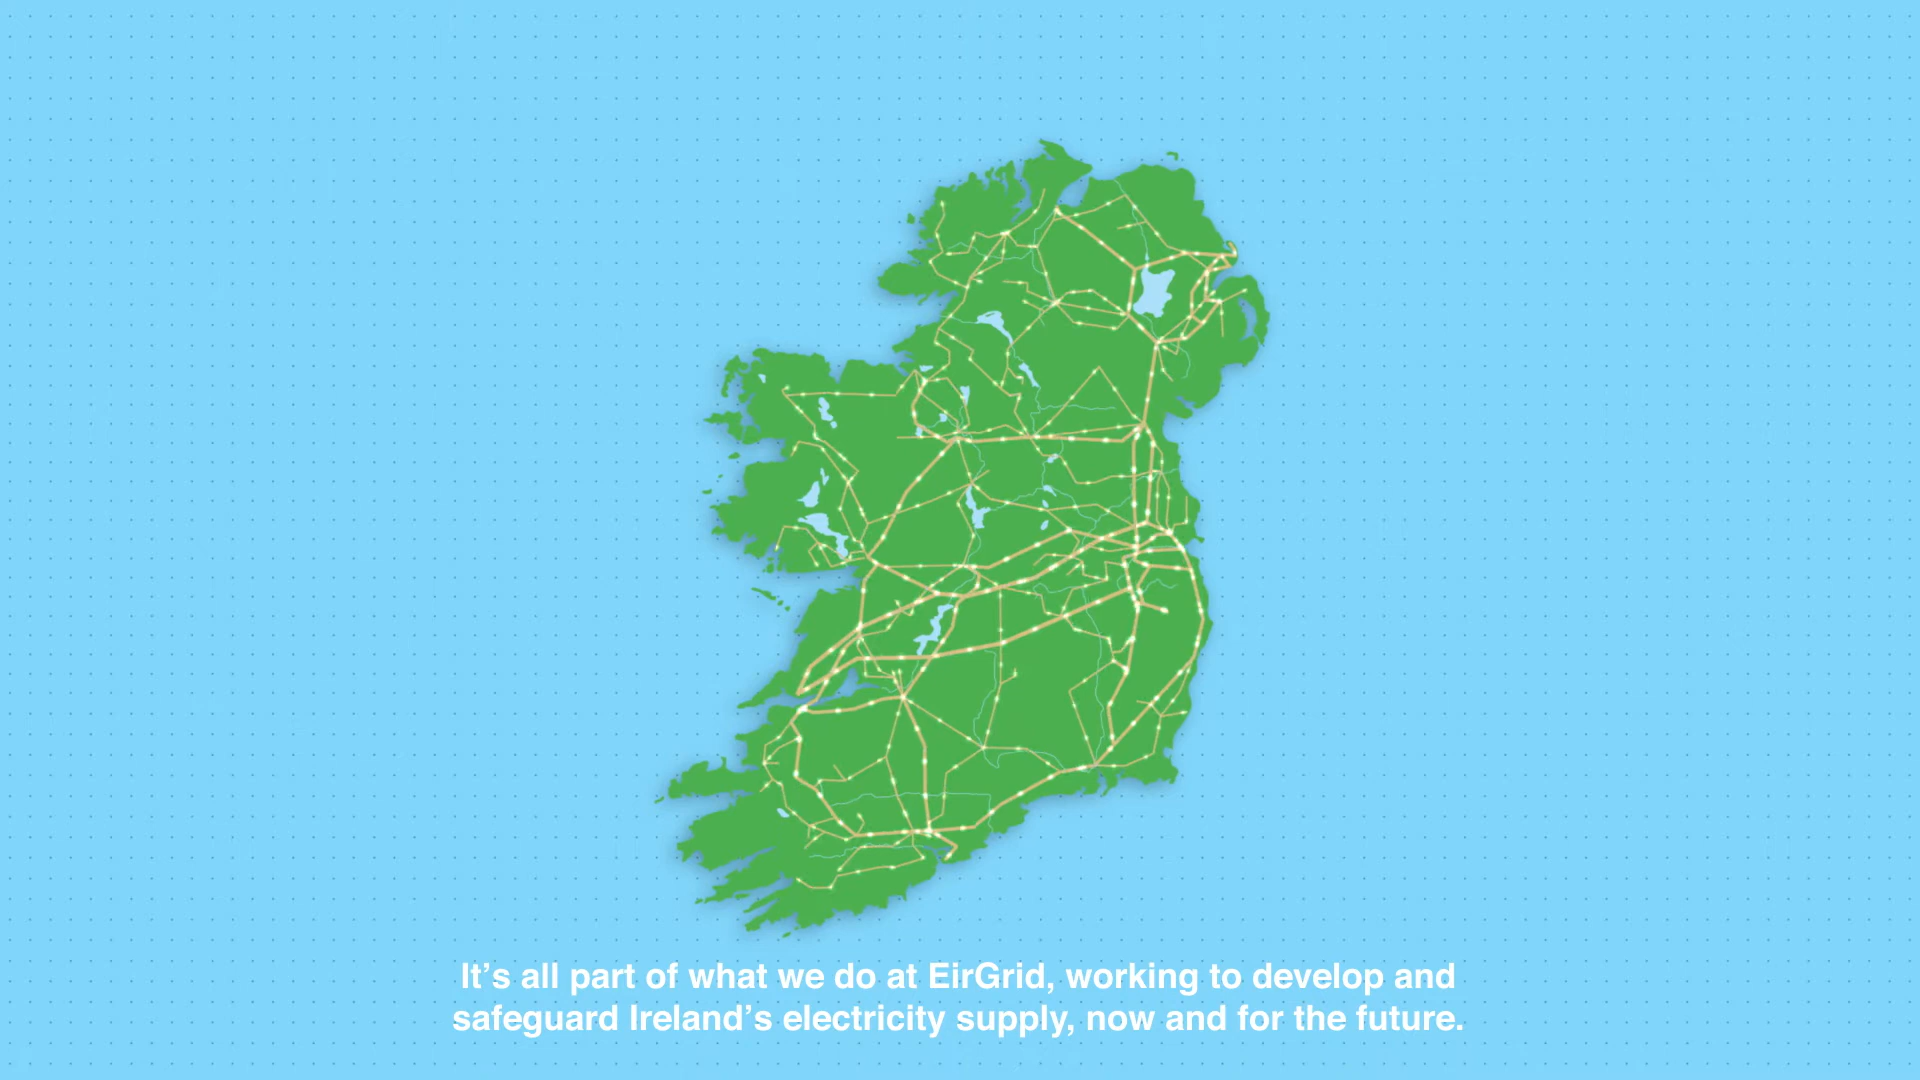 It’s all part of what we do at EirGrid, working to develop and
safeguard Ireland’s electricity supply, now and for the future.